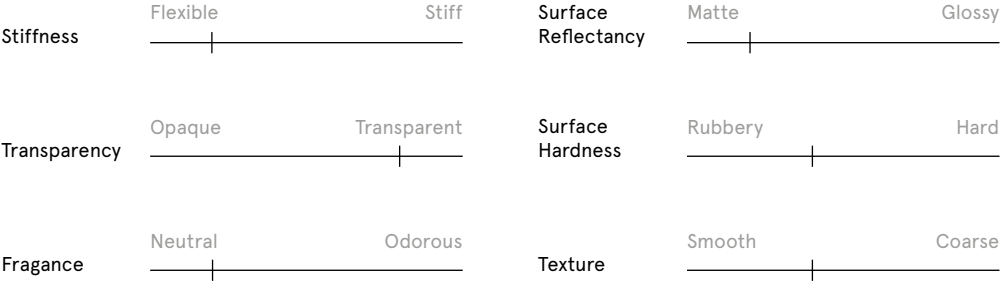 Flexible Stiff
Stiffness
Opaque Transparent
Transparency
Neutral Odorous
Fragance
Surface
Reflectancy
Matte Glossy
Surface
Hardness
Rubbery Hard
Smooth Coarse
Texture